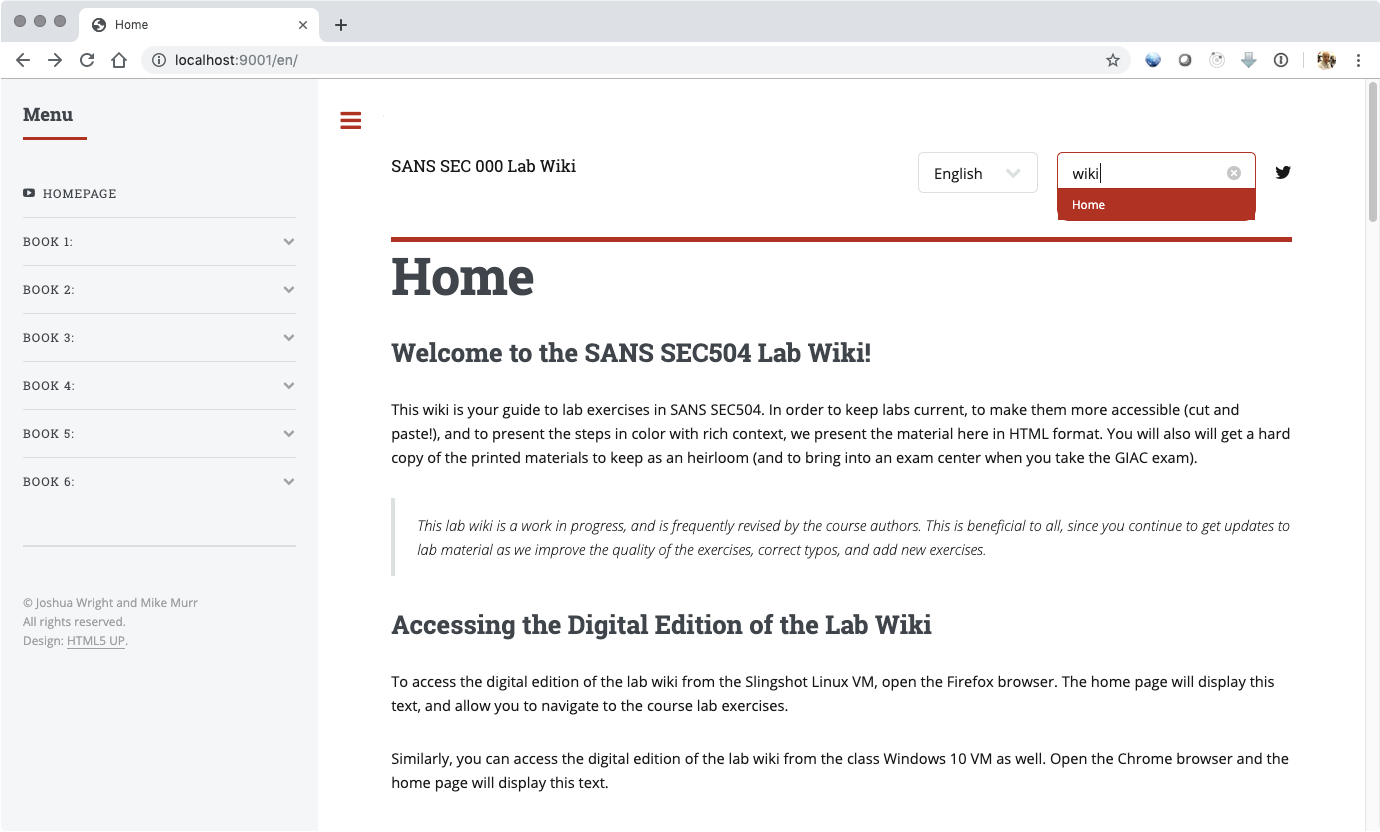 Home
localhost:9001/en/
Menu
HOMEPAGE
BOOK 1:
BOOK 2:
BOOK 3:
BOOK 4:
BOOK 5:
BOOK 6:
© Joshua Wright and Mike Murr
All rights reserved.
Design: HTML5 UP.
SANS SEC 000 Lab Wiki
English
wiki
Home
Home
Welcome to the SANS SEC504 Lab Wiki!
This wiki is your guide to lab exercises in SANS SEC504. In order to keep labs current, to make them more accessible (cut and
paste!), and to present the steps in color with rich context, we present the material here in HTML format. You will also will get a hard
copy of the printed materials to keep as an heirloom (and to bring into an exam center when you take the GIAC exam).
This lab wiki is a work in progress, and is frequently revised by the course authors. This is beneficial to all, since you continue to get updates to
lab material as we improve the quality of the exercises, correct typos, and add new exercises.
Accessing the Digital Edition of the Lab Wiki
To access the digital edition of the lab wiki from the Slingshot Linux VM, open the Firefox browser. The home page will display this
text, and allow you to navigate to the course lab exercises.
Similarly, you can access the digital edition of the lab wiki from the class Windows 10 VM as well. Open the Chrome browser and the
home page will display this text.